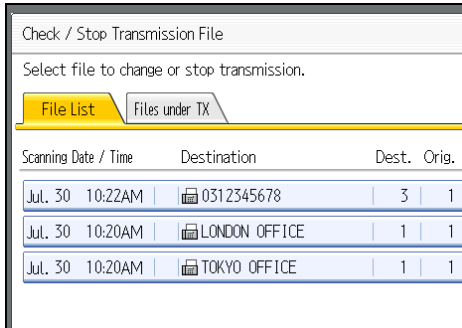 Check / Stop Transmission File
Select file to change or stop transmission.
File List Files under TX
Scanning Date / Time Destination Dest. Orig.
Jul. 30 10:22AM 0312345678 3 1
Jul. 30 10:20AM LONDON OFFICE 1 1
Jul. 30 10:20AM TOKYO OFFICE 1 1